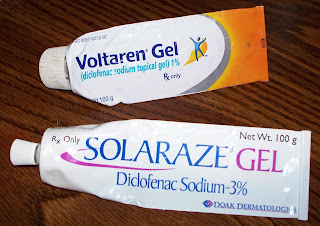 Voltaren® Gel
(diclofenac sodium topical gel) 1%
Rx only
100 g
Rx Only
Net Wt. 100 g
SOLARAZE® GEL
Diclofenac Sodium-3%
DOAK DERMATOLOGICS